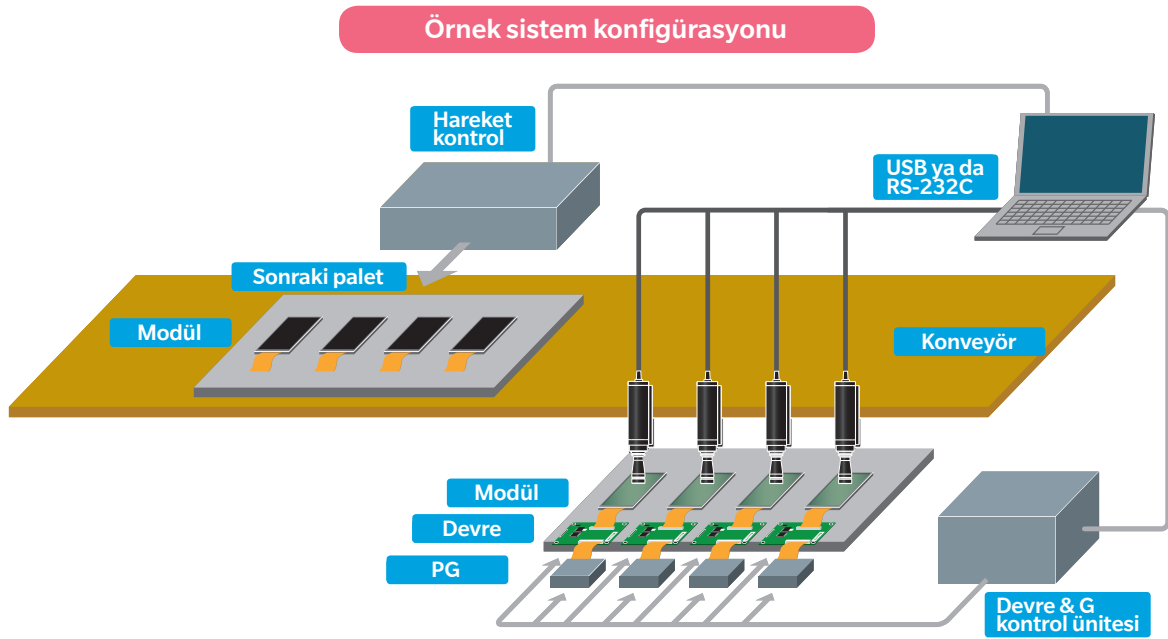 Örnek sistem konfigürasyonu
Hareket
kontrol
USB ya da
RS-232C
Sonraki palet
Modül
Konveyör
Modül
Devre
PG
Devre & G
kontrol ünitesi